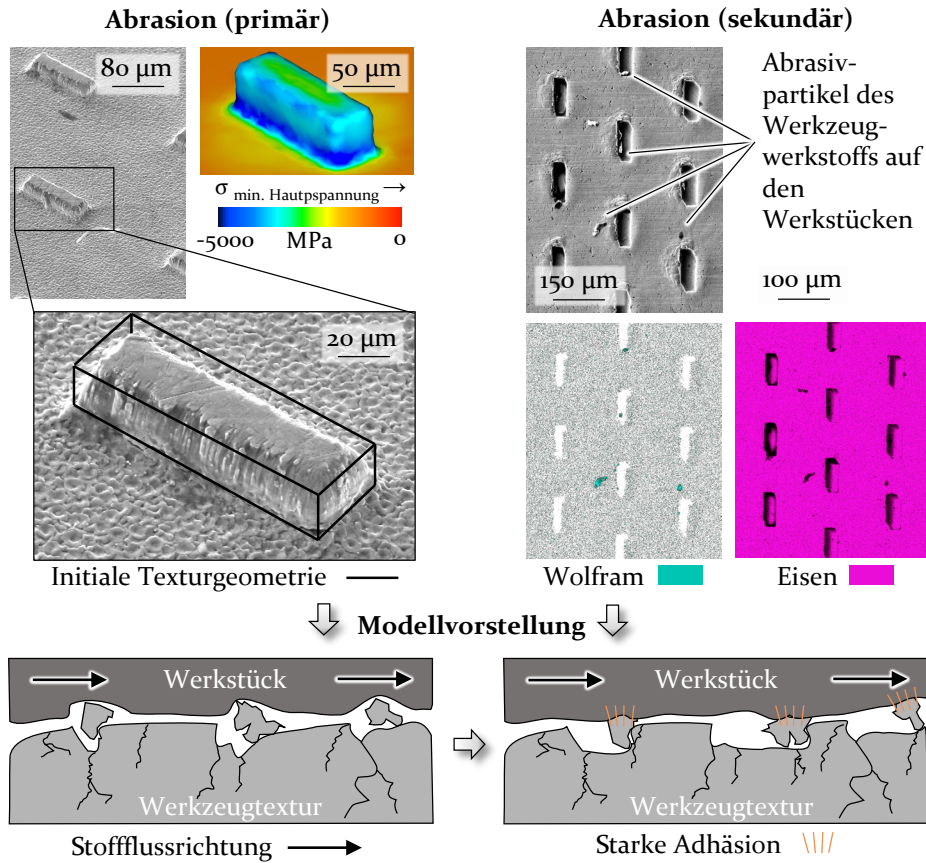 Abrasion (primär)
80 µm
50 µm
σ min. Hautpspannung →
-5000 MPa 0
20 µm
Initiale Texturgeometrie
Abrasion (sekundär)
Abrasiv-
partikel des
Werkzeug-
werkstoffs auf
den
Werkstücken
150 µm
100 µm
Wolfram
Eisen
Modellvorstellung
Werkstück
Werkzeugtextur
Stoffflussrichtung
Werkstück
Werkzeugtextur
Starke Adhäsion